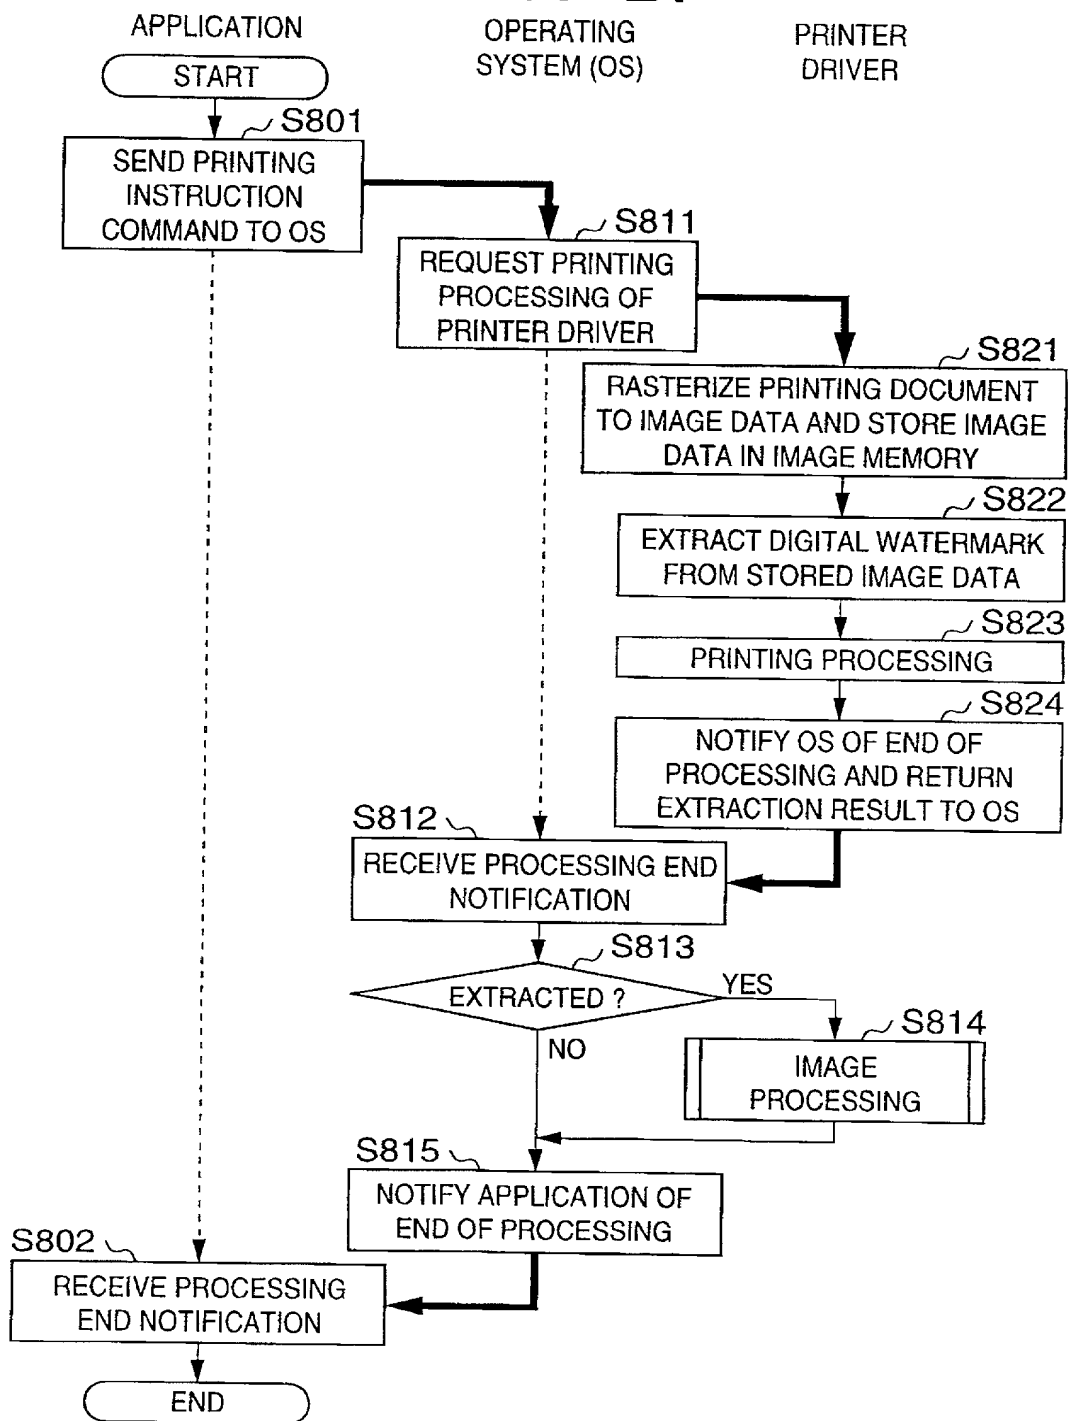 APPLICATION
OPERATING
SYSTEM (OS)
PRINTER
DRIVER
START
S801
SEND PRINTING
INSTRUCTION
COMMAND TO OS
S811
REQUEST PRINTING
PROCESSING OF
PRINTER DRIVER
S821
RASTERIZE PRINTING DOCUMENT
TO IMAGE DATA AND STORE IMAGE
DATA IN IMAGE MEMORY
S822
EXTRACT DIGITAL WATERMARK
FROM STORED IMAGE DATA
S823
PRINTING PROCESSING
S824
NOTIFY OS OF END OF
PROCESSING AND RETURN
EXTRACTION RESULT TO OS
S812
RECEIVE PROCESSING END
NOTIFICATION
S813
EXTRACTED ?
YES
NO
S814
IMAGE
PROCESSING
S815
NOTIFY APPLICATION OF
END OF PROCESSING
S802
RECEIVE PROCESSING
END NOTIFICATION
END